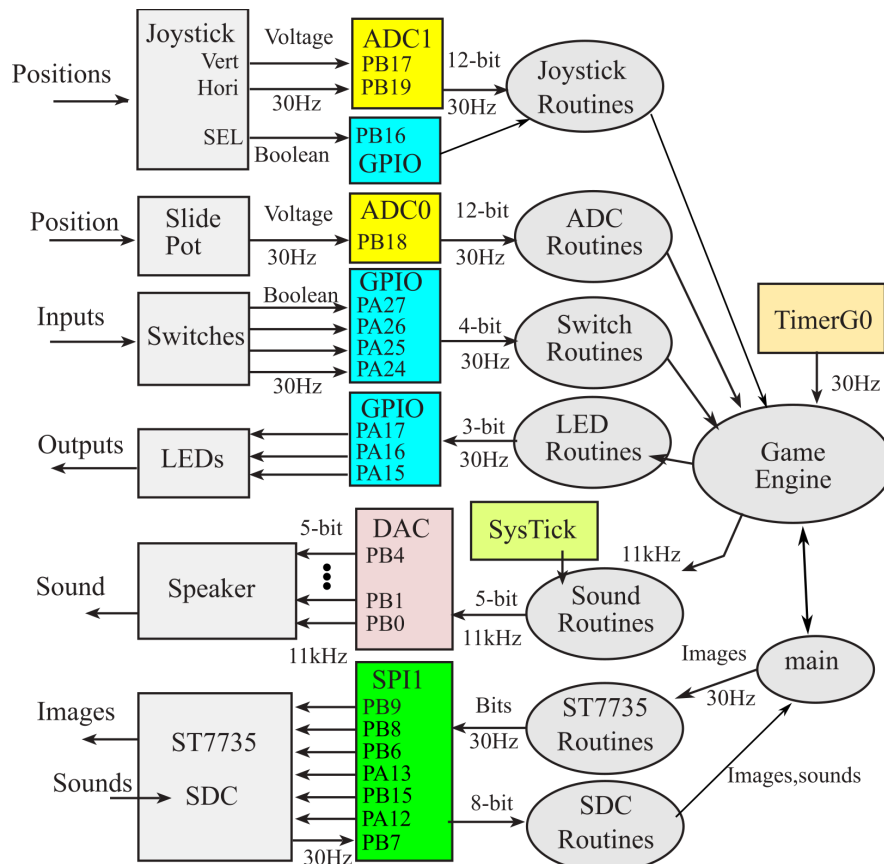 Joystick
Vert
Hori
SEL
Positions
Voltage
30Hz
Boolean
ADC1
PB17
PB19
PB16
GPIO
12-bit
30Hz
Joystick
Routines
Position
Slide
Pot
Voltage
30Hz
ADC0
PB18
12-bit
30Hz
ADC
Routines
Inputs
Switches
Boolean
30Hz
GPIO
PA27
PA26
PA25
PA24
4-bit
30Hz
Switch
Routines
TimerG0
30Hz
Outputs
LEDs
GPIO
PA17
PA16
PA15
3-bit
30Hz
LED
Routines
Game
Engine
Sound
Speaker
5-bit
11kHz
DAC
PB4
PB1
PB0
SysTick
11kHz
5-bit
11kHz
Sound
Routines
main
Images
30Hz
Images
Sounds
ST7735
SDC
30Hz
SPI1
PB9
PB8
PB6
PA13
PB15
PA12
PB7
Bits
30Hz
ST7735
Routines
8-bit
SDC
Routines
Images,sounds